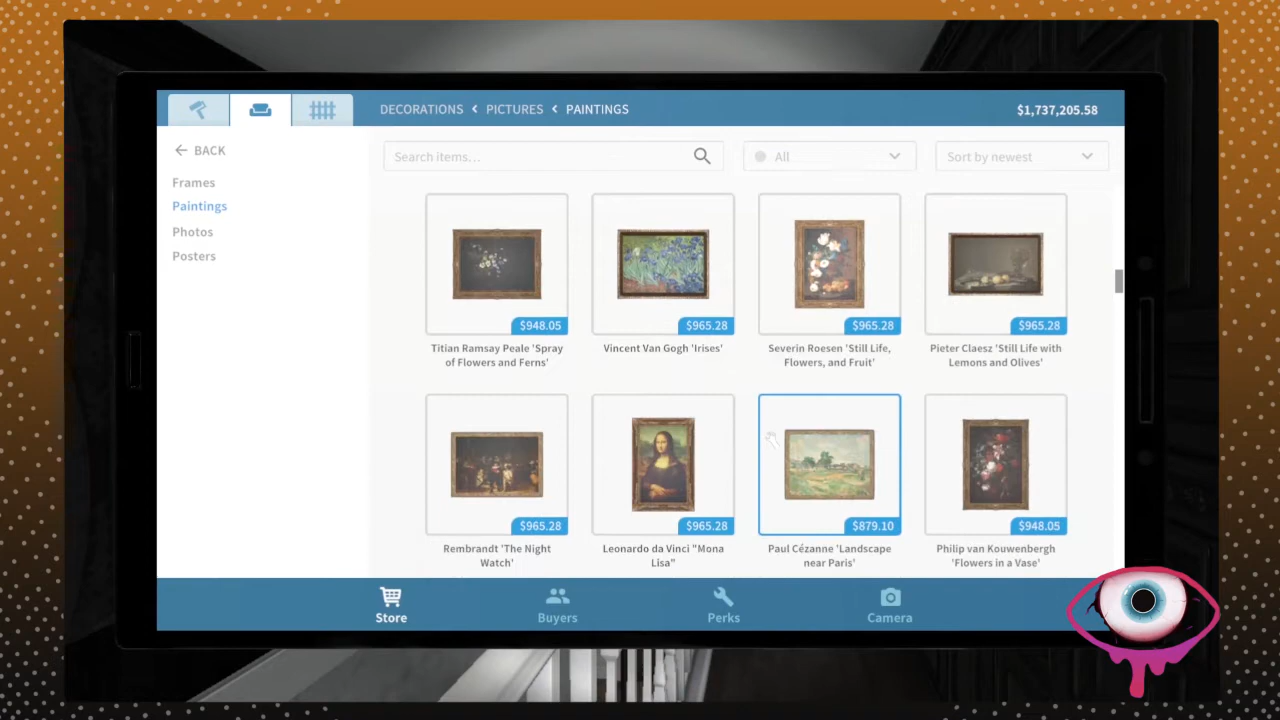 DECORATIONS < PICTURES < PAINTINGS
$1,737,205.58
BACK
Search items...
All
Sort by newest
Frames
Paintings
Photos
Posters
$948.05
$965.28
$965.28
$965.28
Titian Ramsay Peale 'Spray
of Flowers and Ferns'
Vincent Van Gogh 'Irises'
Severin Roesen 'Still Life,
Flowers, and Fruit'
Pieter Claesz 'Still Life with
Lemons and Olives'
$965.28
$965.28
$879.10
$948.05
Rembrandt 'The Night
Watch'
Leonardo da Vinci "Mona
Lisa"
Paul Cézanne 'Landscape
near Paris'
Philip van Kouwenbergh
'Flowers in a Vase'
Store
Buyers
Perks
Camera